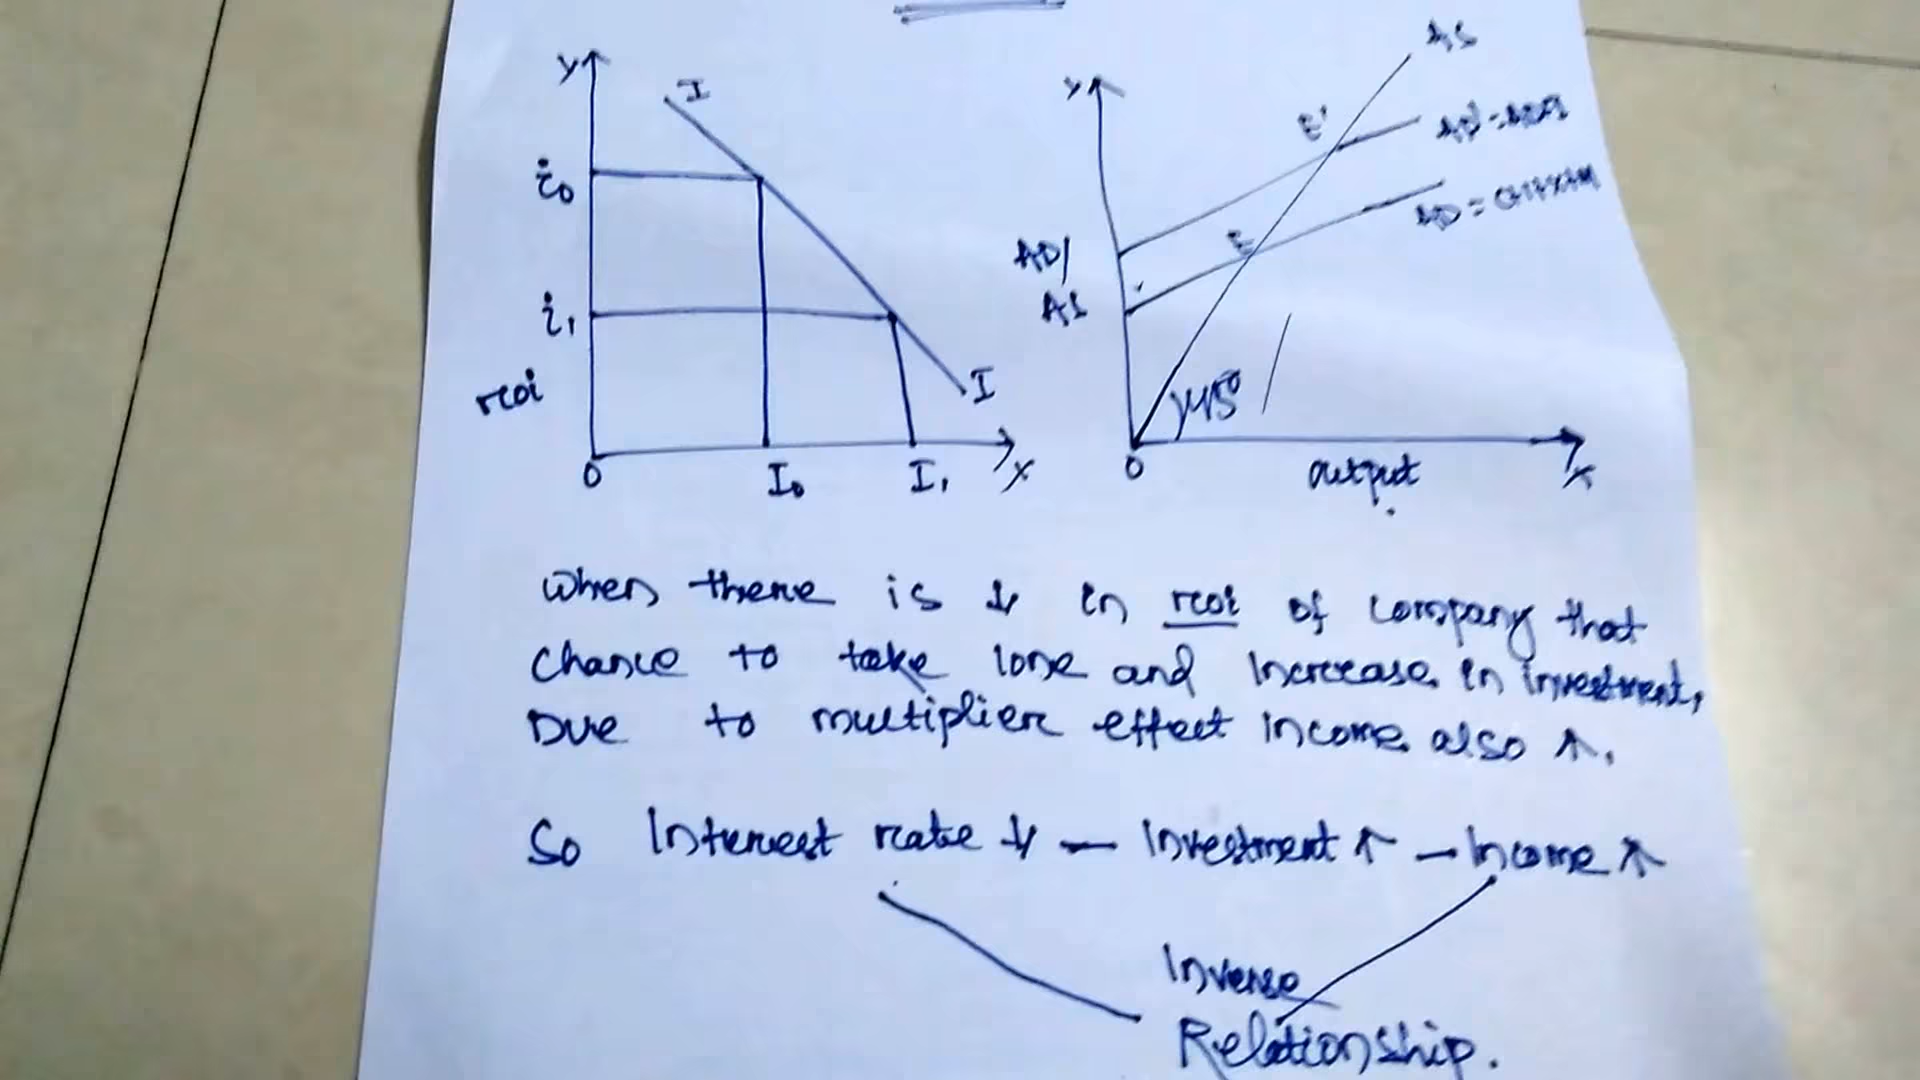 Y
I
i0
i1
roi
I
0
I0
I1
X
Y
AS
E'
E
AD/
AS
45°
0
output
X
When there is ↓ in roi of company that
chance to take lone and increase in investment,
Due to multiplier effect income also ↑.
So Interest rate ↓ — Investment ↑ — Income ↑
Inverse
Relationship.